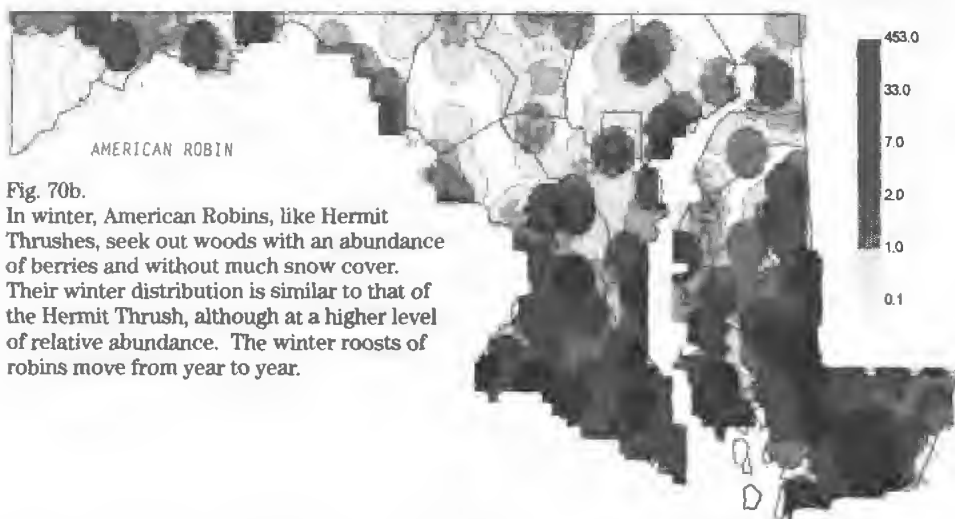 453.0
33.0
7.0
2.0
1.0
0.1
AMERICAN ROBIN
Fig. 70b.
In winter, American Robins, like Hermit
Thrushes, seek out woods with an abundance
of berries and without much snow cover.
Their winter distribution is similar to that of
the Hermit Thrush, although at a higher level
of relative abundance. The winter roosts of
robins move from year to year.